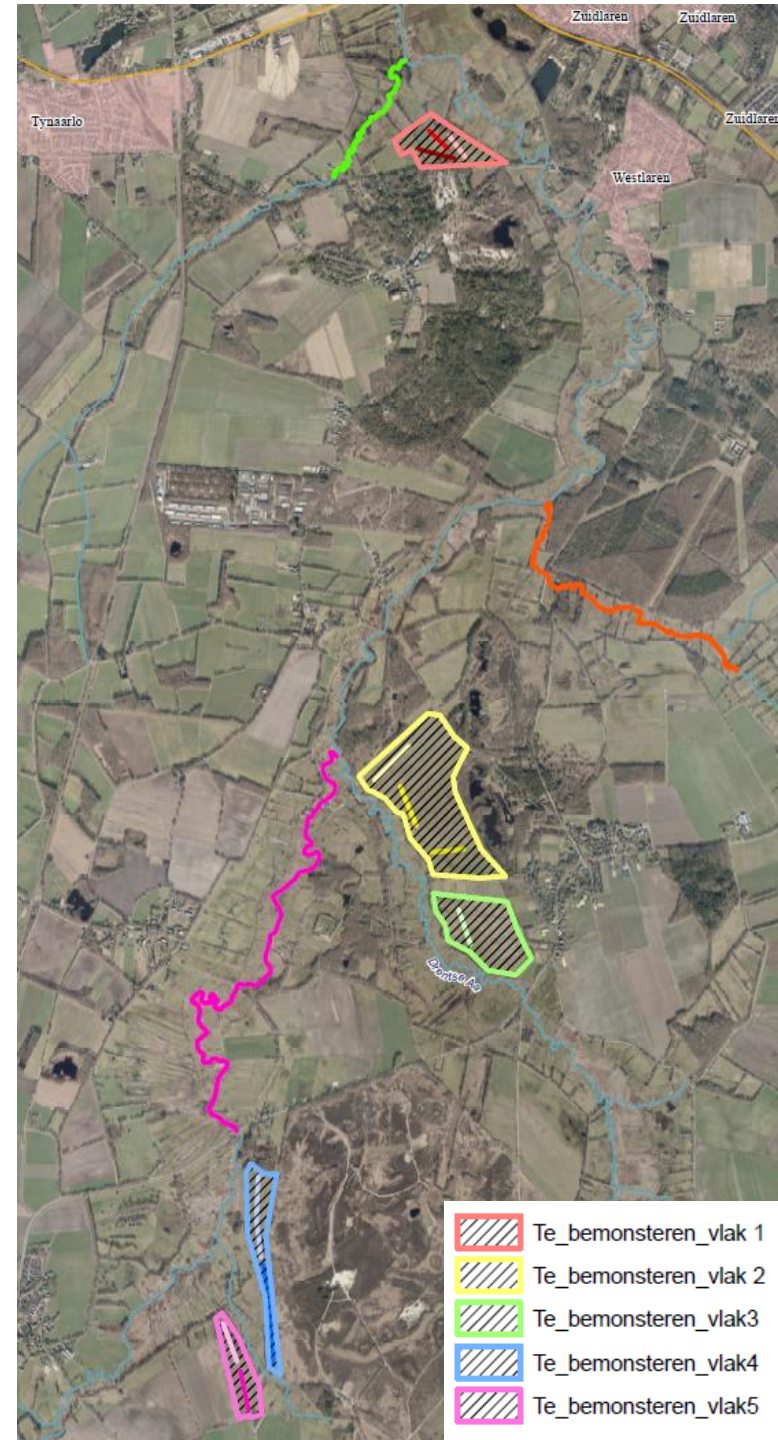 Zuidlaren
Zuidlaren
Tynaarlo
Zuidlaren
Westlaren
Drentse Aa
Te_bemonsteren_vlak 1
Te_bemonsteren_vlak 2
Te_bemonsteren_vlak3
Te_bemonsteren_vlak4
Te_bemonsteren_vlak5